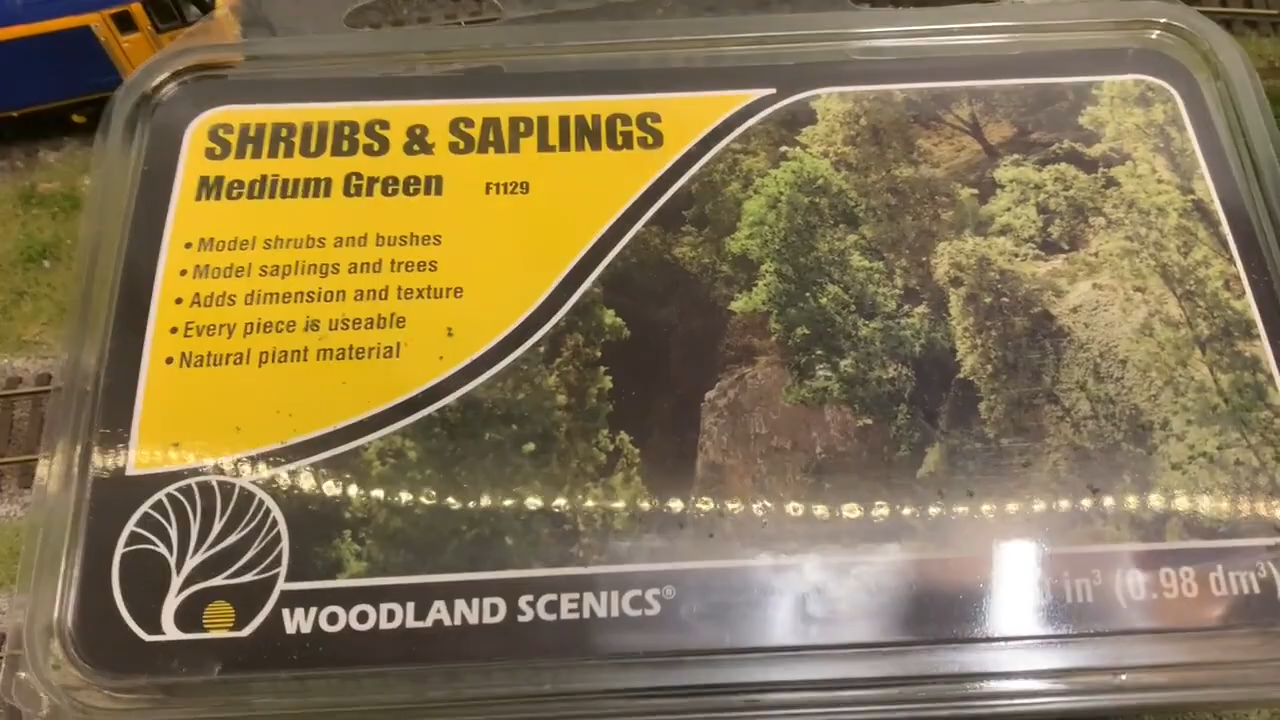 SHRUBS & SAPLINGS
Medium Green F1129
• Model shrubs and bushes
• Model saplings and trees
• Adds dimension and texture
• Every piece is useable
• Natural plant material
WOODLAND SCENICS®
in³ (0.98 dm³)